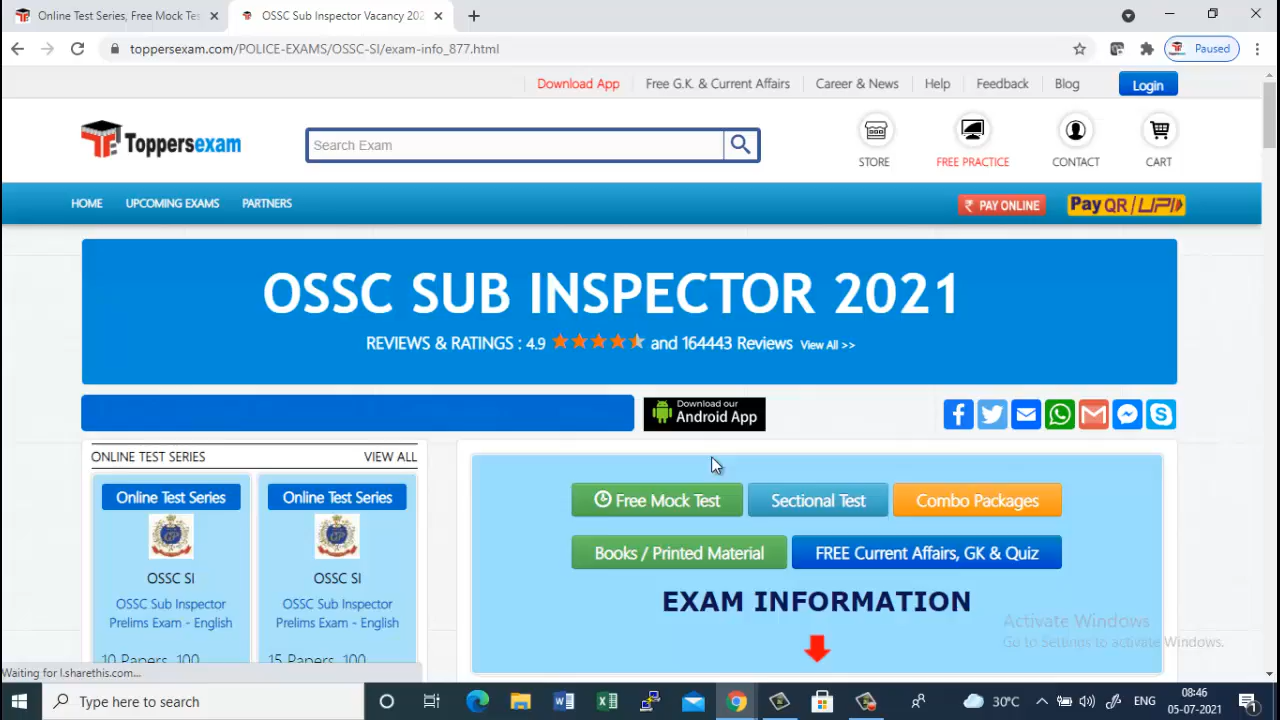 Online Test Series, Free Mock Tes
OSSC Sub Inspector Vacancy 202
toppersexam.com/POLICE-EXAMS/OSSC-SI/exam-info_877.html
Paused
Download App
Free G.K. & Current Affairs
Career & News
Help
Feedback
Blog
Login
Toppersexam
Search Exam
STORE
FREE PRACTICE
CONTACT
CART
HOME
UPCOMING EXAMS
PARTNERS
₹ PAY ONLINE
Pay QR/UPI
OSSC SUB INSPECTOR 2021
REVIEWS & RATINGS : 4.9 and 164443 Reviews View All >>
Download our
Android App
ONLINE TEST SERIES
VIEW ALL
Online Test Series
OSSC SI
OSSC Sub Inspector
Prelims Exam - English
10 Papers, 100
Online Test Series
OSSC SI
OSSC Sub Inspector
Prelims Exam - English
15 Papers, 100
Free Mock Test
Sectional Test
Combo Packages
Books / Printed Material
FREE Current Affairs, GK & Quiz
EXAM INFORMATION
Activate Windows
Go to Settings to activate Windows.
Waiting for l.sharethis.com...
Type here to search
30°C
ENG
08:46
05-07-2021
1